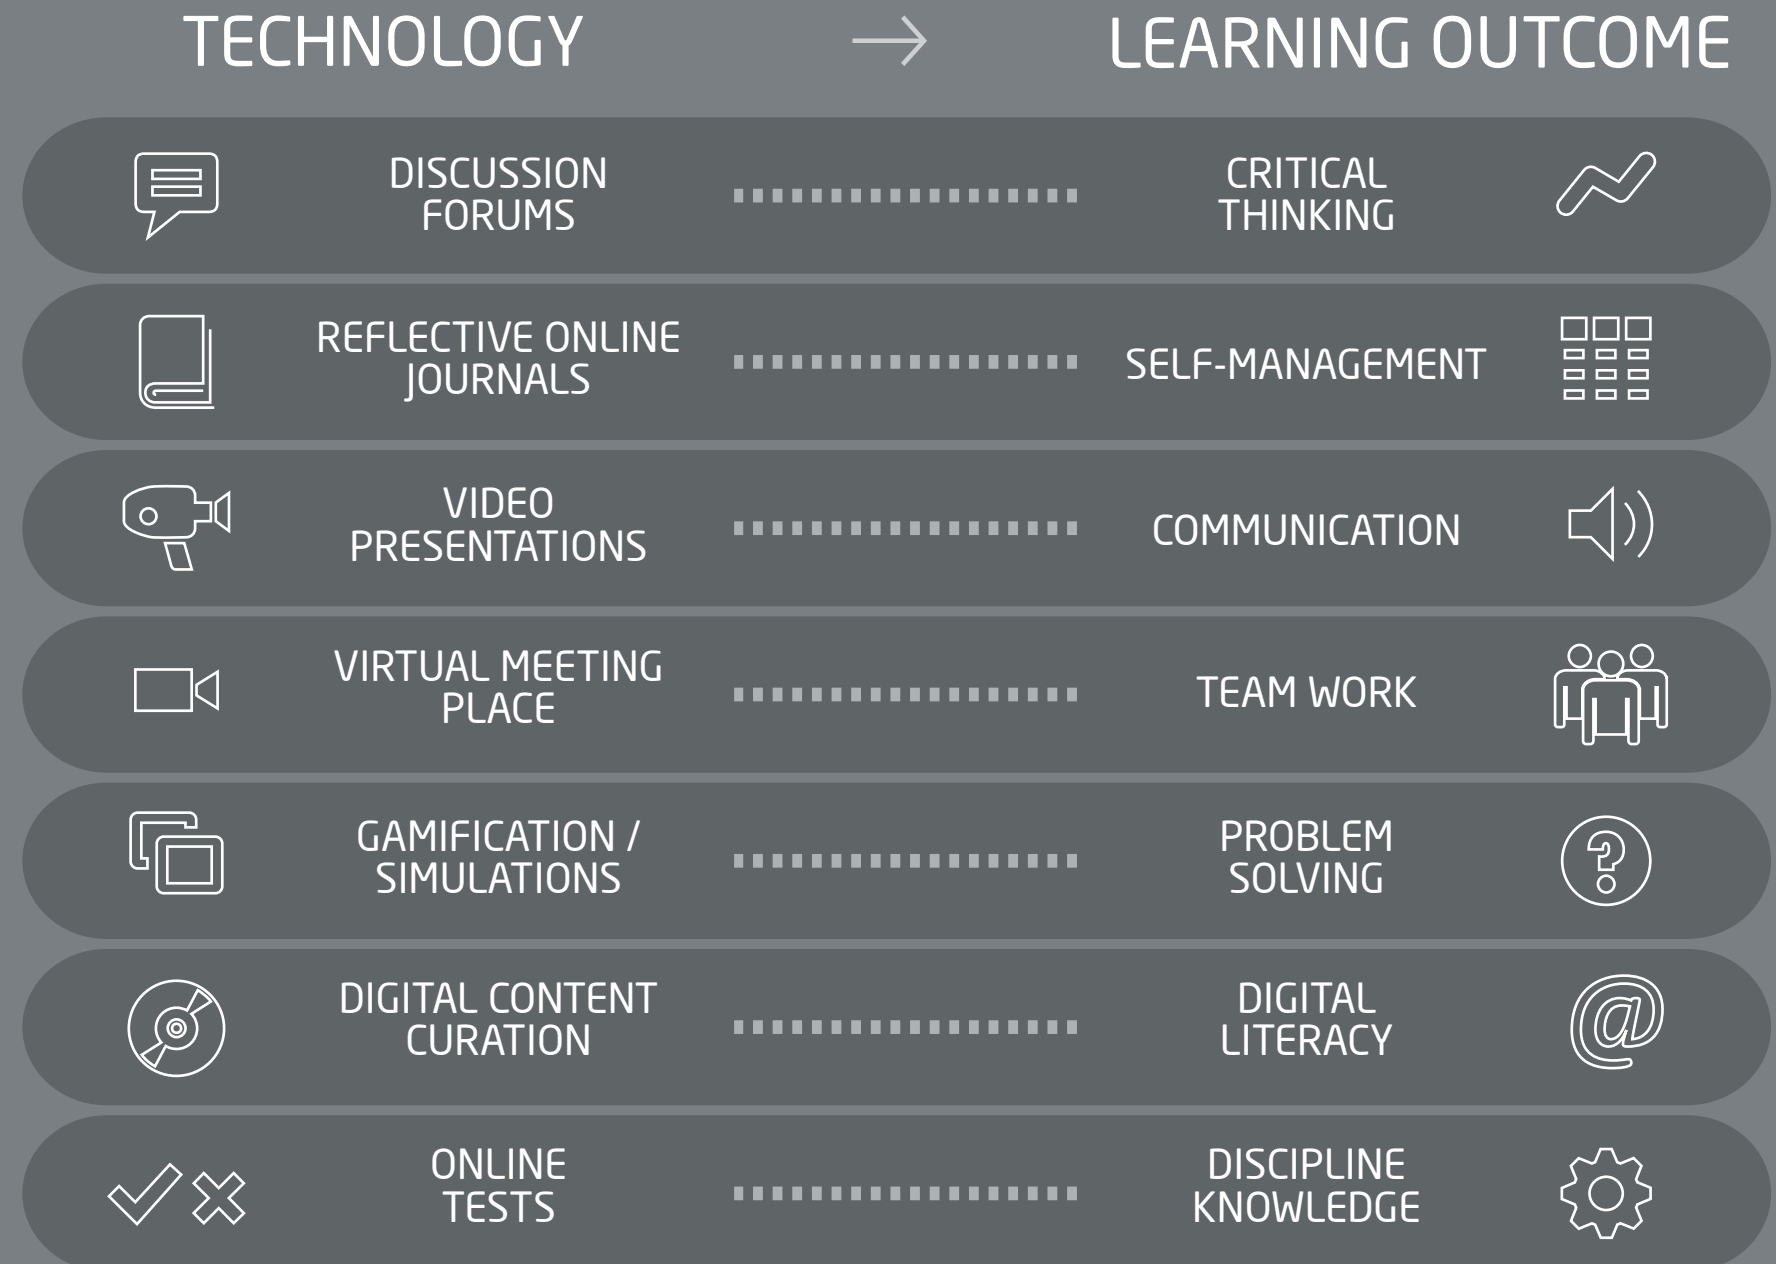 TECHNOLOGY → LEARNING OUTCOME
DISCUSSION
FORUMS
CRITICAL
THINKING
REFLECTIVE ONLINE
JOURNALS
SELF-MANAGEMENT
VIDEO
PRESENTATIONS
COMMUNICATION
VIRTUAL MEETING
PLACE
TEAM WORK
GAMIFICATION /
SIMULATIONS
PROBLEM
SOLVING
DIGITAL CONTENT
CURATION
DIGITAL
LITERACY
ONLINE
TESTS
DISCIPLINE
KNOWLEDGE